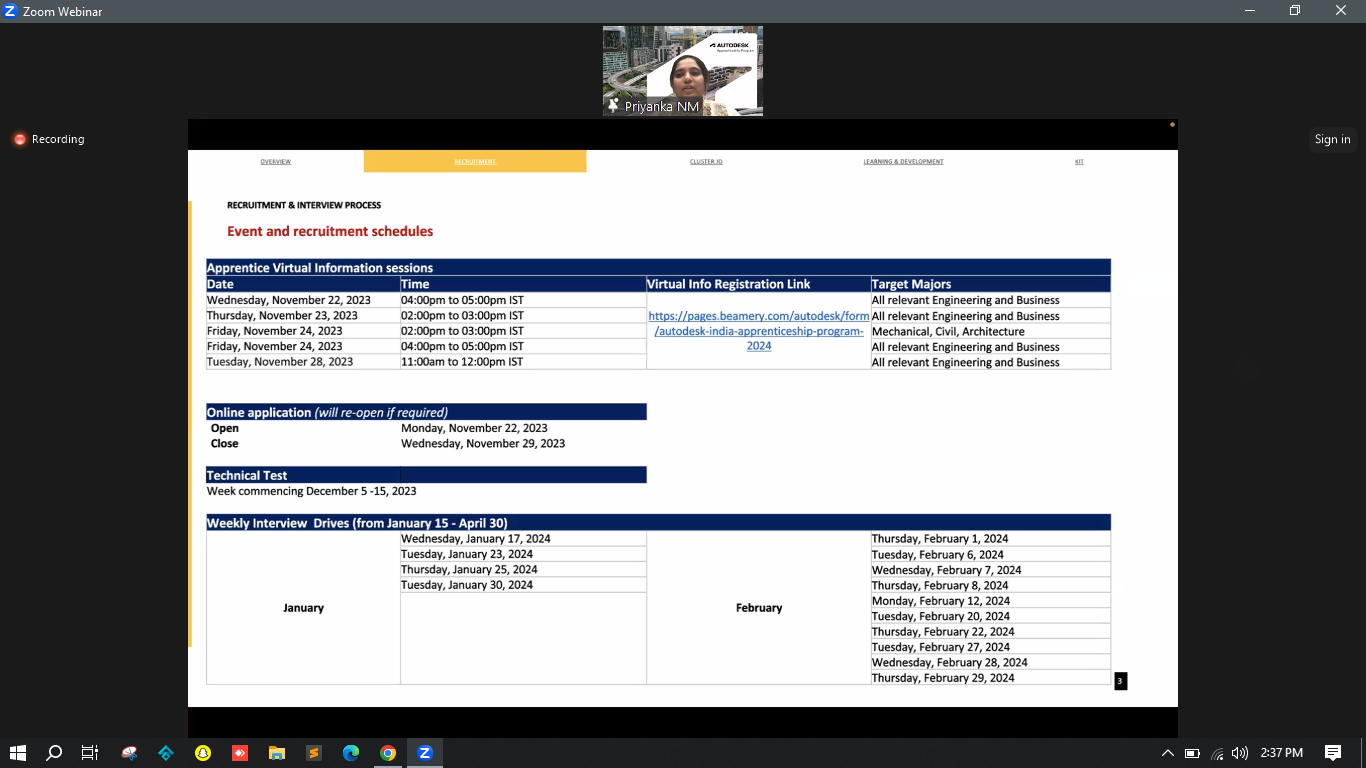 Zoom Webinar
AUTODESK
Apprenticeship Program
Priyanka NM
Recording
Sign in
OVERVIEW RECRUITMENT CLUSTER JD LEARNING & DEVELOPMENT KIT
RECRUITMENT & INTERVIEW PROCESS
Event and recruitment schedules
Apprentice Virtual Information sessions
Date Time Virtual Info Registration Link Target Majors
Wednesday, November 22, 2023 04:00pm to 05:00pm IST All relevant Engineering and Business
Thursday, November 23, 2023 02:00pm to 03:00pm IST https://pages.beamery.com/autodesk/form All relevant Engineering and Business
Friday, November 24, 2023 02:00pm to 03:00pm IST /autodesk-india-apprenticeship-program- Mechanical, Civil, Architecture
Friday, November 24, 2023 04:00pm to 05:00pm IST 2024 All relevant Engineering and Business
Tuesday, November 28, 2023 11:00am to 12:00pm IST All relevant Engineering and Business
Online application (will re-open if required)
Open Monday, November 22, 2023
Close Wednesday, November 29, 2023
Technical Test
Week commencing December 5 -15, 2023
Weekly Interview Drives (from January 15 - April 30)
Wednesday, January 17, 2024 Thursday, February 1, 2024
Tuesday, January 23, 2024 Tuesday, February 6, 2024
Thursday, January 25, 2024 Wednesday, February 7, 2024
Tuesday, January 30, 2024 Thursday, February 8, 2024
Monday, February 12, 2024
January February
Tuesday, February 20, 2024
Thursday, February 22, 2024
Tuesday, February 27, 2024
Wednesday, February 28, 2024
Thursday, February 29, 2024
3
2:37 PM